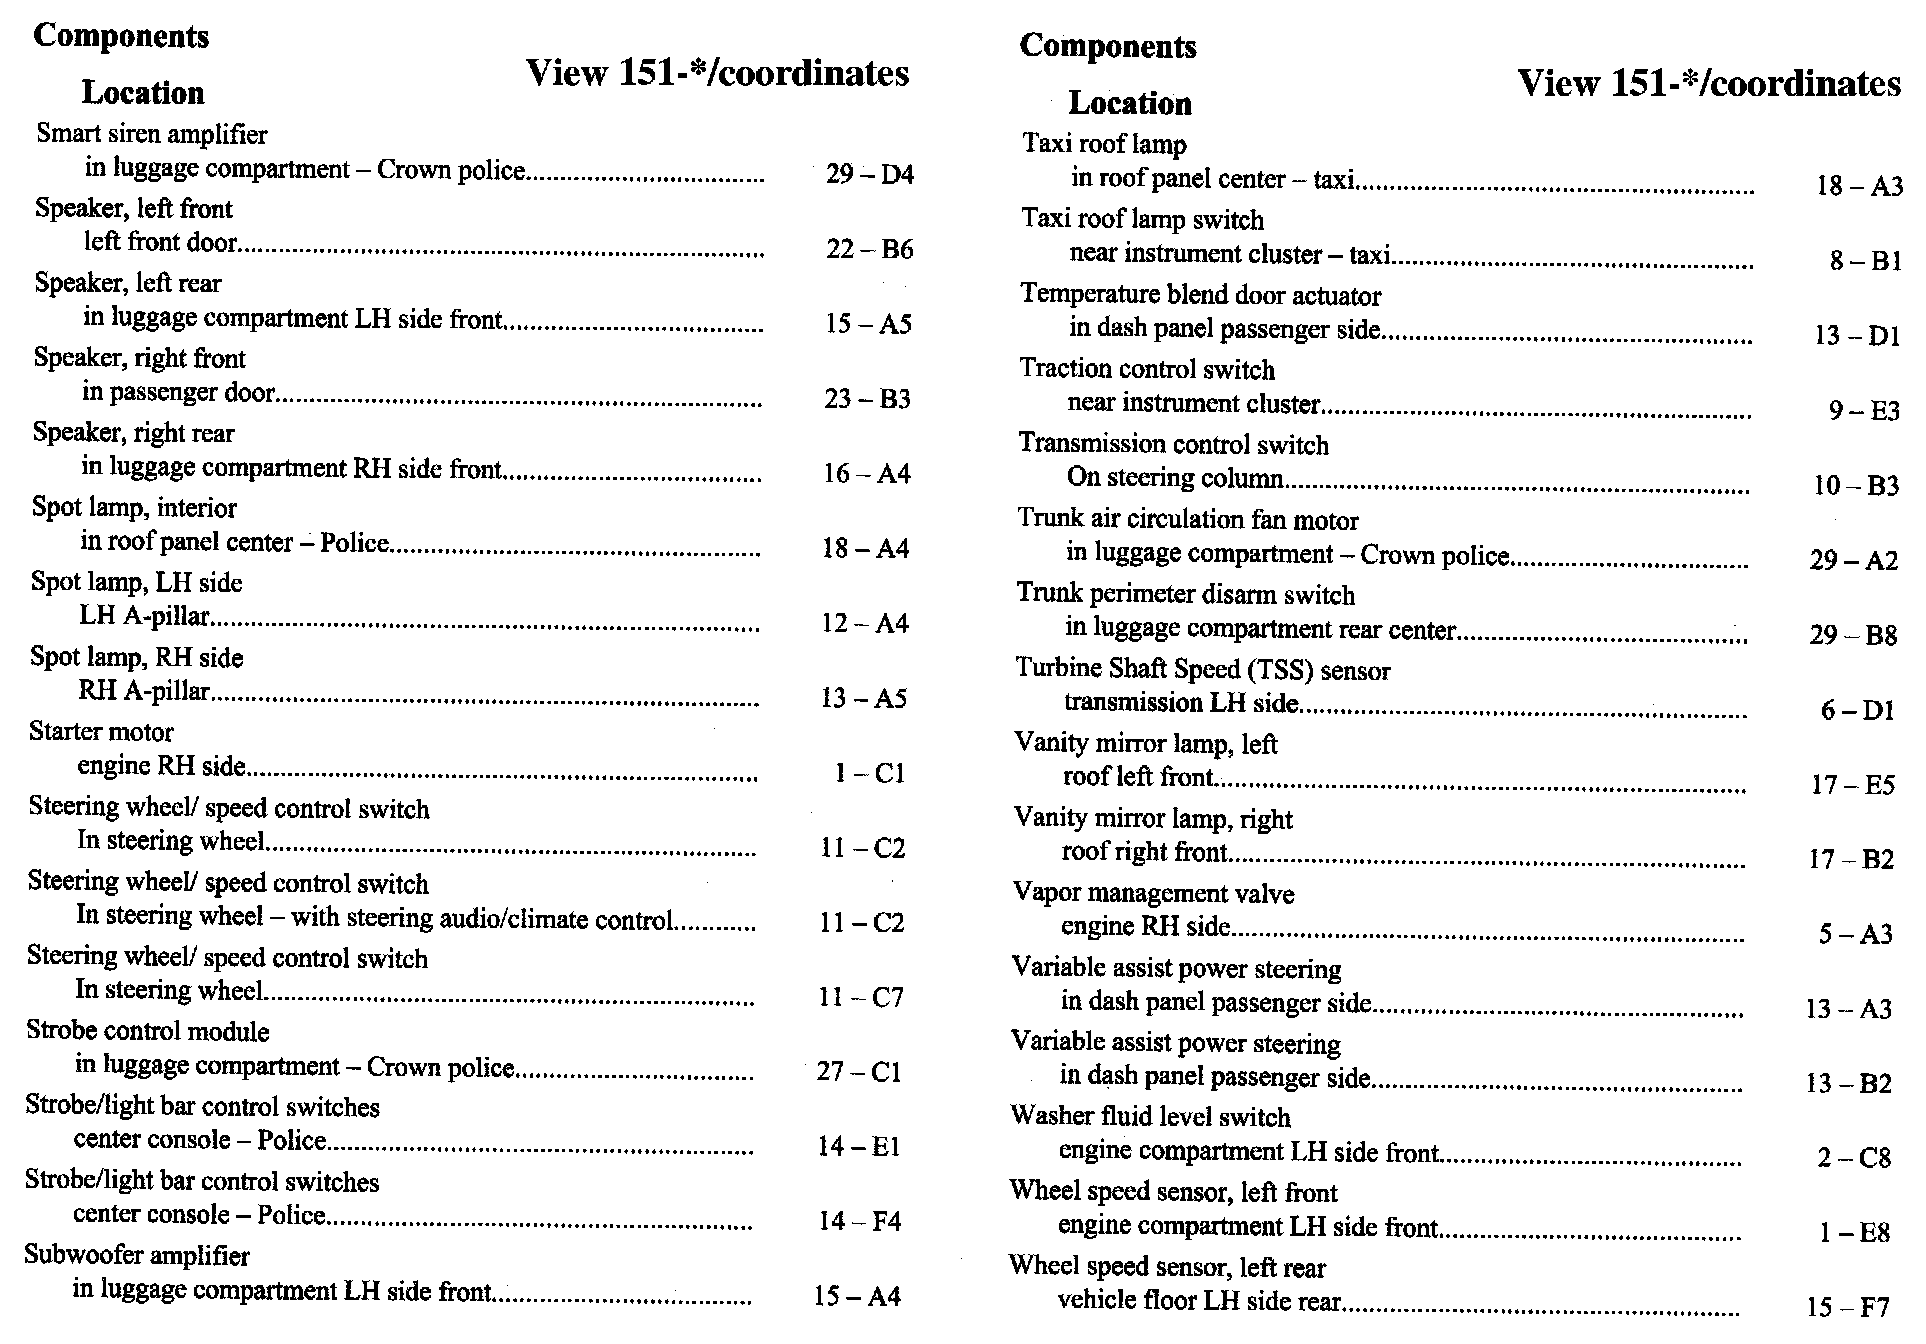 Components
View 151-*/coordinates
Location
Smart siren amplifier
in luggage compartment – Crown police.................................... 29 – D4
Speaker, left front
left front door.................................................................................... 22 – B6
Speaker, left rear
in luggage compartment LH side front.......................................... 15 – A5
Speaker, right front
in passenger door............................................................................. 23 – B3
Speaker, right rear
in luggage compartment RH side front.......................................... 16 – A4
Spot lamp, interior
in roof panel center – Police............................................................ 18 – A4
Spot lamp, LH side
LH A-pillar........................................................................................ 12 – A4
Spot lamp, RH side
RH A-pillar........................................................................................ 13 – A5
Starter motor
engine RH side.................................................................................. 1 – C1
Steering wheel/ speed control switch
In steering wheel............................................................................... 11 – C2
Steering wheel/ speed control switch
In steering wheel – with steering audio/climate control............ 11 – C2
Steering wheel/ speed control switch
In steering wheel............................................................................... 11 – C7
Strobe control module
in luggage compartment – Crown police...................................... 27 – C1
Strobe/light bar control switches
center console – Police..................................................................... 14 – E1
Strobe/light bar control switches
center console – Police..................................................................... 14 – F4
Subwoofer amplifier
in luggage compartment LH side front.......................................... 15 – A4
Components
View 151-*/coordinates
Location
Taxi roof lamp
in roof panel center – taxi................................................................ 18 – A3
Taxi roof lamp switch
near instrument cluster – taxi.......................................................... 8 – B1
Temperature blend door actuator
in dash panel passenger side............................................................ 13 – D1
Traction control switch
near instrument cluster..................................................................... 9 – E3
Transmission control switch
On steering column........................................................................... 10 – B3
Trunk air circulation fan motor
in luggage compartment – Crown police...................................... 29 – A2
Trunk perimeter disarm switch
in luggage compartment rear center............................................... 29 – B8
Turbine Shaft Speed (TSS) sensor
transmission LH side........................................................................ 6 – D1
Vanity mirror lamp, left
roof left front..................................................................................... 17 – E5
Vanity mirror lamp, right
roof right front.................................................................................. 17 – B2
Vapor management valve
engine RH side.................................................................................. 5 – A3
Variable assist power steering
in dash panel passenger side............................................................ 13 – A3
Variable assist power steering
in dash panel passenger side............................................................ 13 – B2
Washer fluid level switch
engine compartment LH side front................................................. 2 – C8
Wheel speed sensor, left front
engine compartment LH side front................................................. 1 – E8
Wheel speed sensor, left rear
vehicle floor LH side rear................................................................ 15 – F7